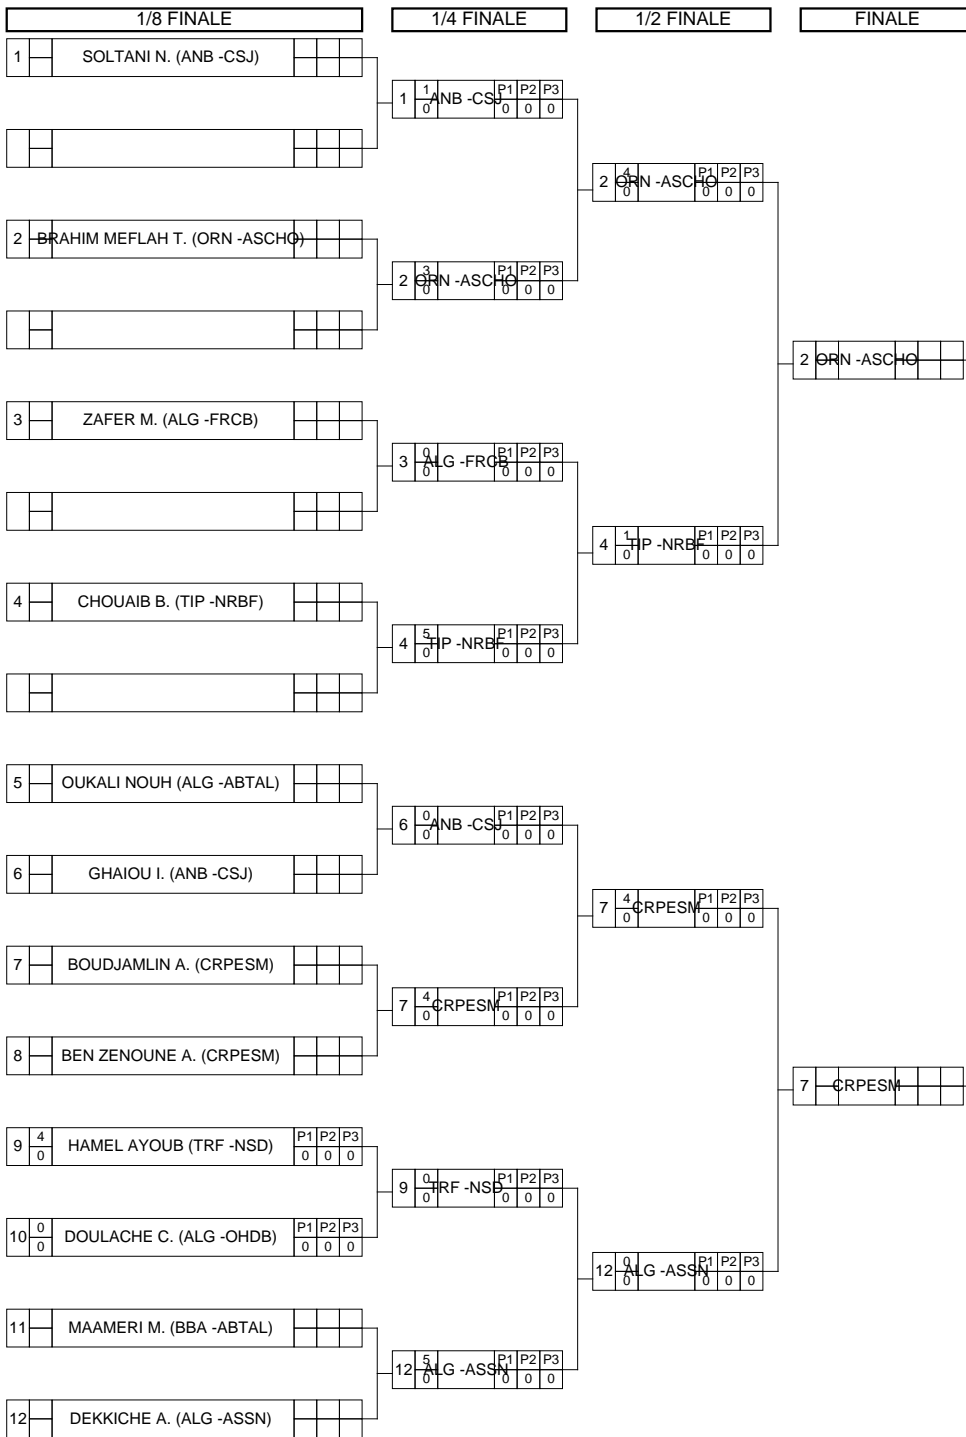 1/8 FINALE
1/4 FINALE
1/2 FINALE
FINALE
1 SOLTANI N. (ANB -CSJ)
1 1 ANB -CSJ P1 P2 P3
0 0 0 0
2 4 ORN -ASCHO P1 P2 P3
0 0 0 0
2 BRAHIM MEFLAH T. (ORN -ASCHO)
2 3 ORN -ASCHO P1 P2 P3
0 0 0 0
2 ORN -ASCHO
3 ZAFER M. (ALG -FRCB)
3 0 ALG -FRCB P1 P2 P3
0 0 0 0
4 1 TIP -NRBF P1 P2 P3
0 0 0 0
4 CHOUAIB B. (TIP -NRBF)
4 5 TIP -NRBF P1 P2 P3
0 0 0 0
5 OUKALI NOUH (ALG -ABTAL)
6 0 ANB -CSJ P1 P2 P3
0 0 0 0
6 GHAIOU I. (ANB -CSJ)
7 4 CRPESM P1 P2 P3
0 0 0 0
7 BOUDJAMLIN A. (CRPESM)
7 4 CRPESM P1 P2 P3
0 0 0 0
8 BEN ZENOUNE A. (CRPESM)
7 CRPESM
9 4 HAMEL AYOUB (TRF -NSD) P1 P2 P3
0 0 0 0
9 0 TRF -NSD P1 P2 P3
0 0 0 0
10 0 DOULACHE C. (ALG -OHDB) P1 P2 P3
0 0 0 0
12 0 ALG -ASSN P1 P2 P3
0 0 0 0
11 MAAMERI M. (BBA -ABTAL)
12 5 ALG -ASSN P1 P2 P3
0 0 0 0
12 DEKKICHE A. (ALG -ASSN)